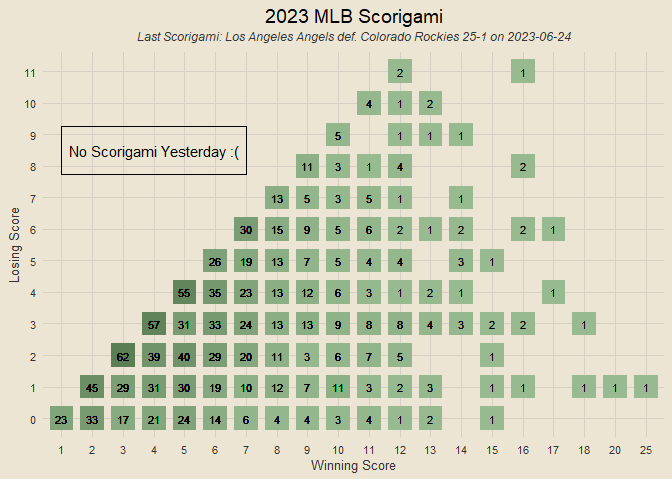 2023 MLB Scorigami
Last Scorigami: Los Angeles Angels def. Colorado Rockies 25-1 on 2023-06-24
11 2 1
10 4 1 2
9 5 1 1 1
No Scorigami Yesterday :(
8 11 3 1 4 2
7 13 5 3 5 1 1
6 30 15 9 5 6 2 1 2 2 1
Losing Score
5 26 19 13 7 5 4 4 3 1
4 55 35 23 13 12 6 3 1 2 1 1
3 57 31 33 24 13 13 9 8 8 4 3 2 2 1
2 62 39 40 29 20 11 3 6 7 5 1
1 45 29 31 30 19 10 12 7 11 3 2 3 1 1 1 1 1
0 23 33 17 21 24 14 6 4 4 3 4 1 2 1
1 2 3 4 5 6 7 8 9 10 11 12 13 14 15 16 17 18 20 25
Winning Score